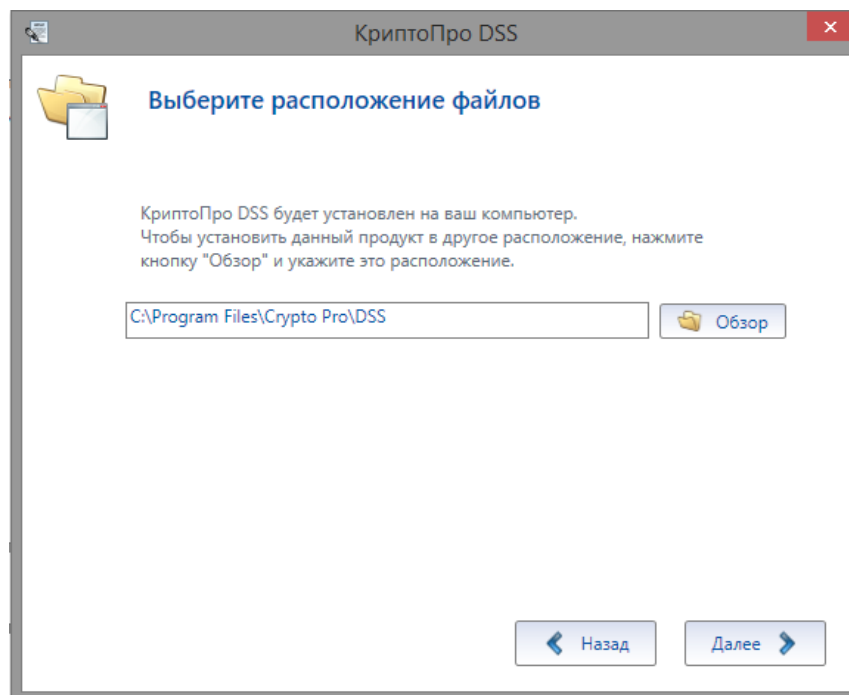 КриптоПро DSS
Выберите расположение файлов
КриптоПро DSS будет установлен на ваш компьютер.
Чтобы установить данный продукт в другое расположение, нажмите
кнопку "Обзор" и укажите это расположение.
C:\Program Files\Crypto Pro\DSS
Обзор
Назад
Далее